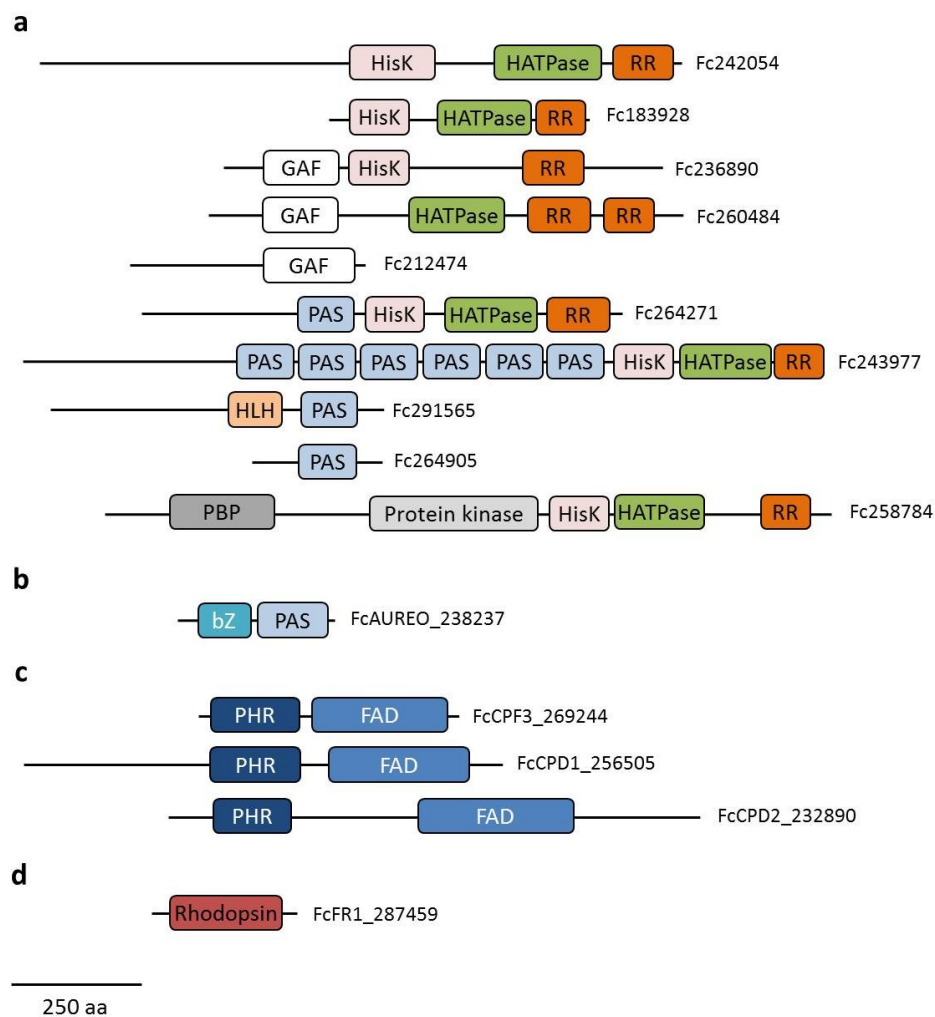 a
HisK HATPase RR Fc242054
HisK HATPase RR Fc183928
GAF HisK RR Fc236890
GAF HATPase RR RR Fc260484
GAF Fc212474
PAS HisK HATPase RR Fc264271
PAS PAS PAS PAS PAS PAS HisK HATPase RR Fc243977
HLH PAS Fc291565
PAS Fc264905
PBP Protein kinase HisK HATPase RR Fc258784
b
bZ PAS FcAUREO_238237
c
PHR FAD FcCPF3_269244
PHR FAD FcCPD1_256505
PHR FAD FcCPD2_232890
d
Rhodopsin FcFR1_287459
250 aa